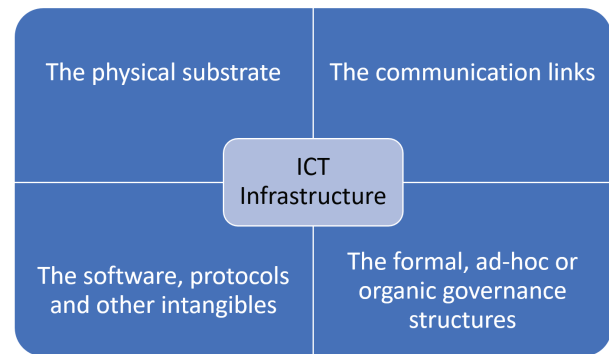 The physical substrate
The communication links
ICT
Infrastructure
The software, protocols
and other intangibles
The formal, ad-hoc or
organic governance
structures